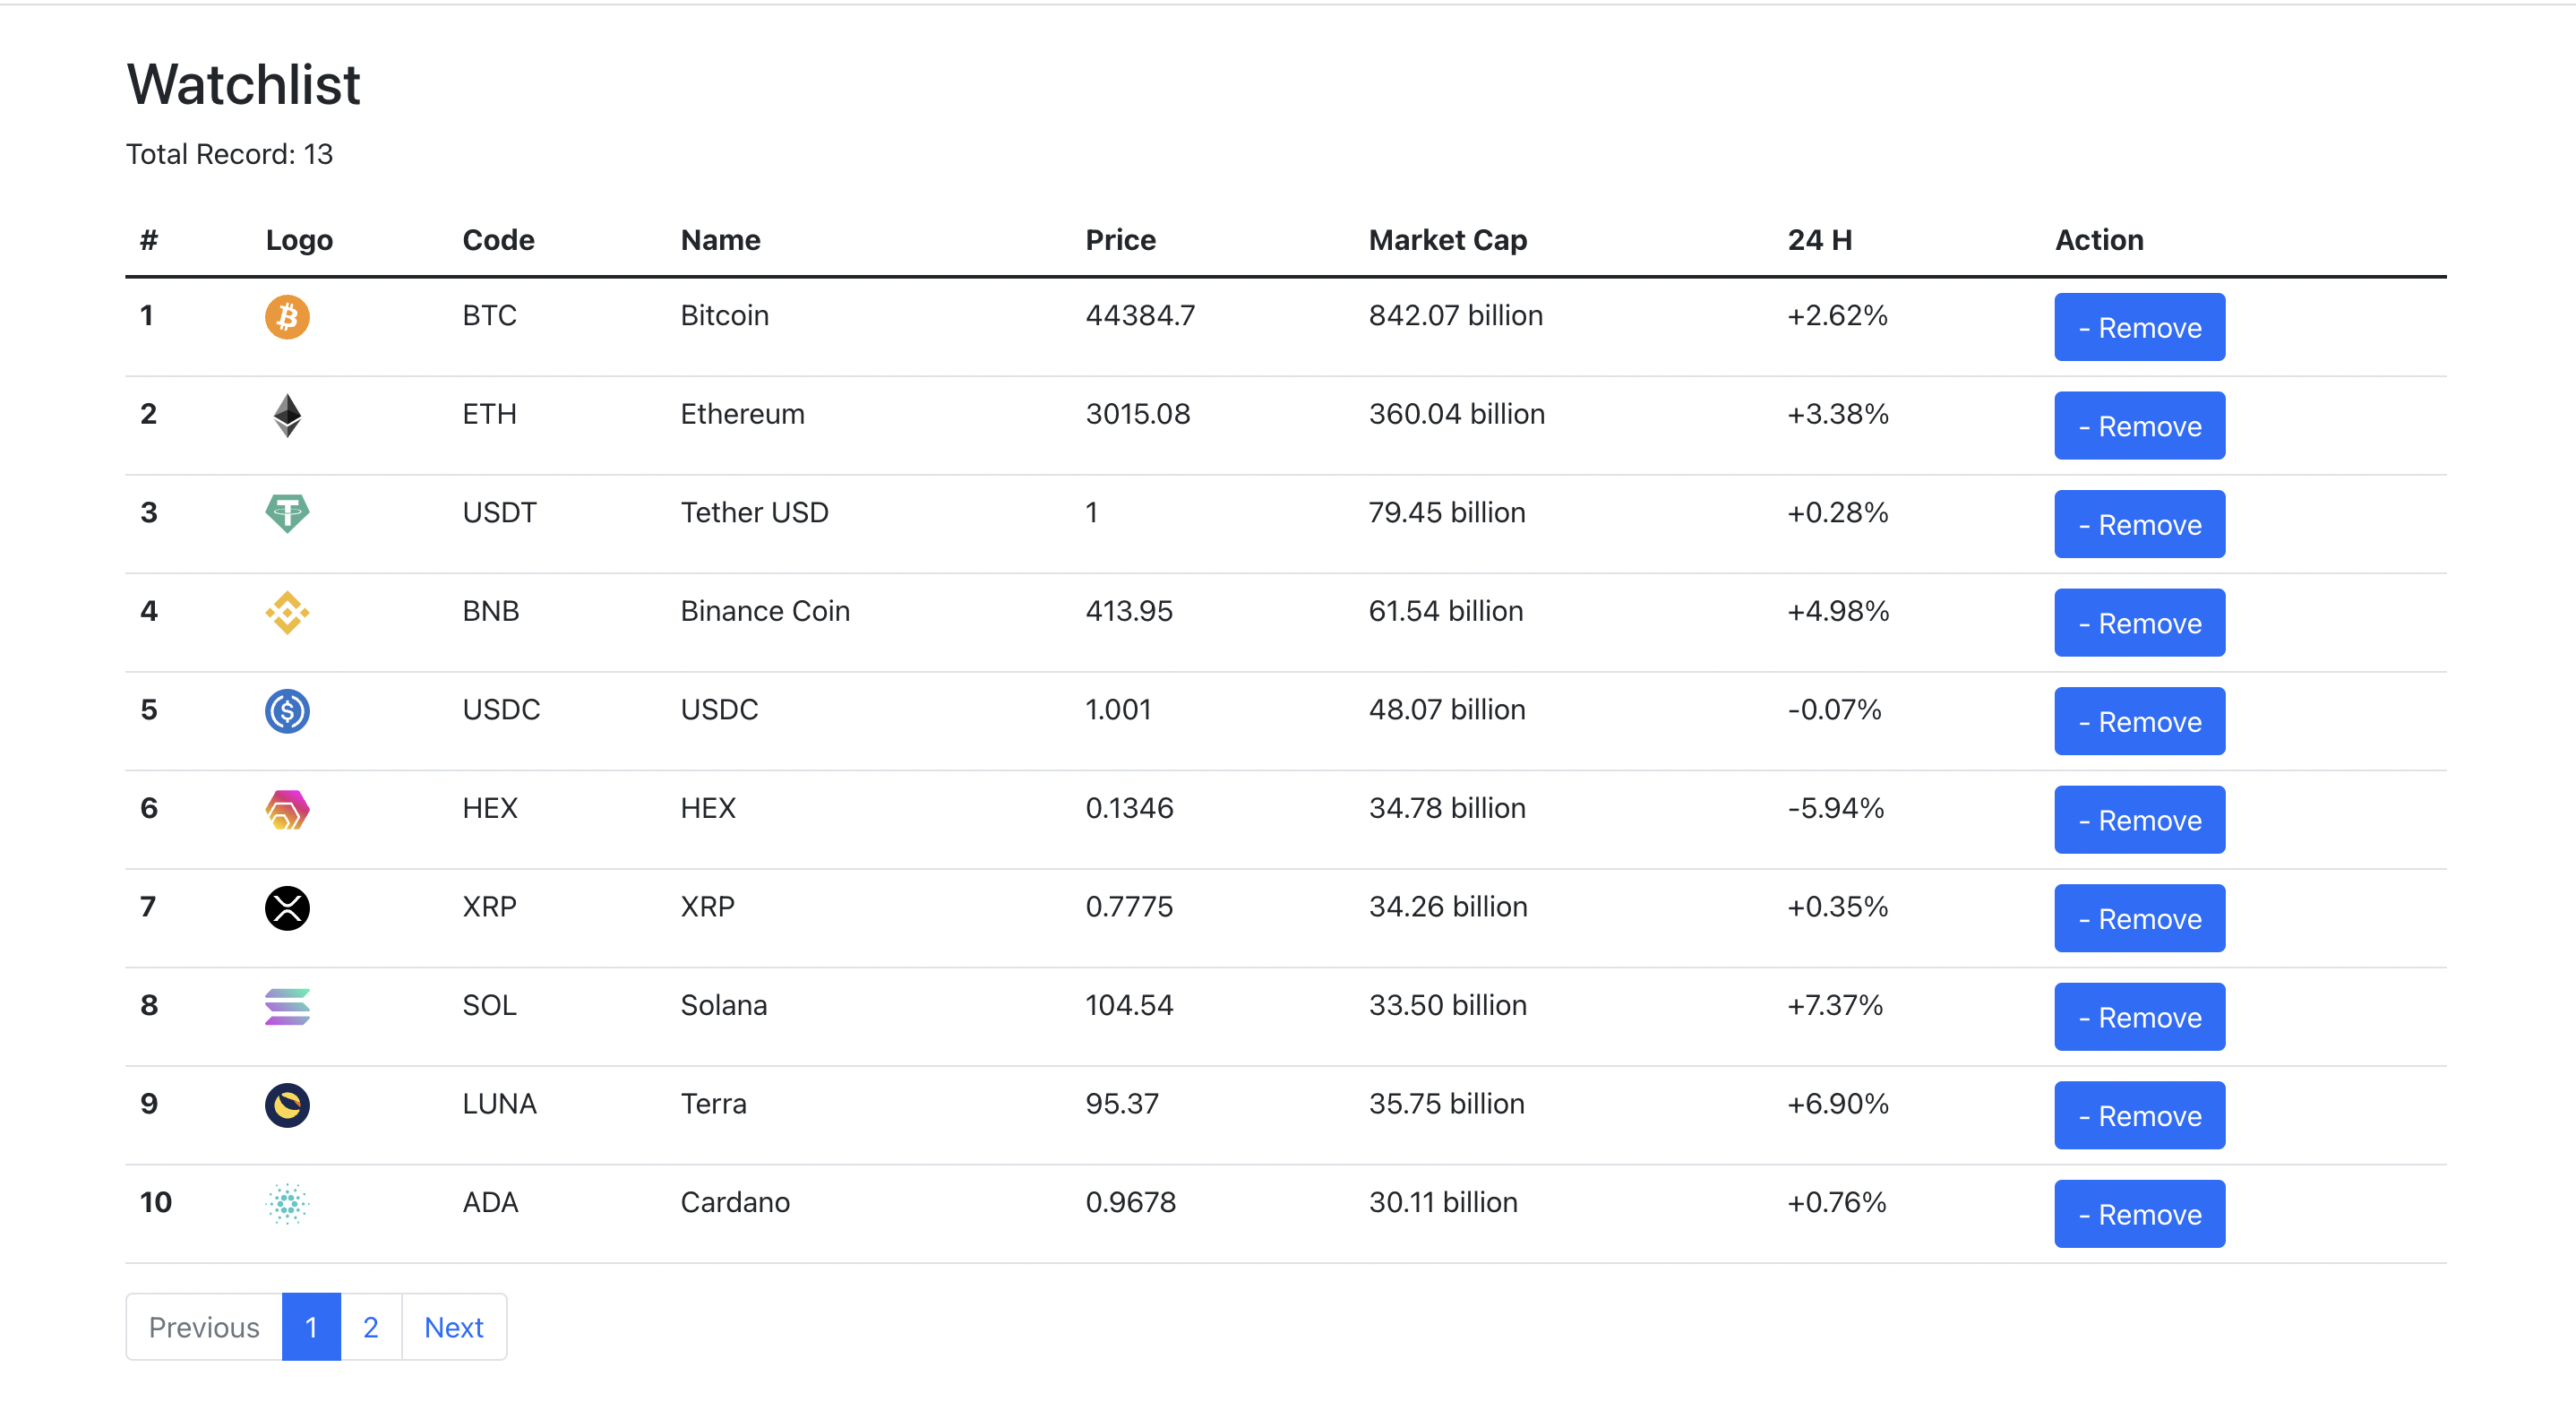 Watchlist
Total Record: 13
# Logo Code Name Price Market Cap 24 H Action
1 BTC Bitcoin 44384.7 842.07 billion +2.62% - Remove
2 ETH Ethereum 3015.08 360.04 billion +3.38% - Remove
3 USDT Tether USD 1 79.45 billion +0.28% - Remove
4 BNB Binance Coin 413.95 61.54 billion +4.98% - Remove
5 USDC USDC 1.001 48.07 billion -0.07% - Remove
6 HEX HEX 0.1346 34.78 billion -5.94% - Remove
7 XRP XRP 0.7775 34.26 billion +0.35% - Remove
8 SOL Solana 104.54 33.50 billion +7.37% - Remove
9 LUNA Terra 95.37 35.75 billion +6.90% - Remove
10 ADA Cardano 0.9678 30.11 billion +0.76% - Remove
Previous 1 2 Next